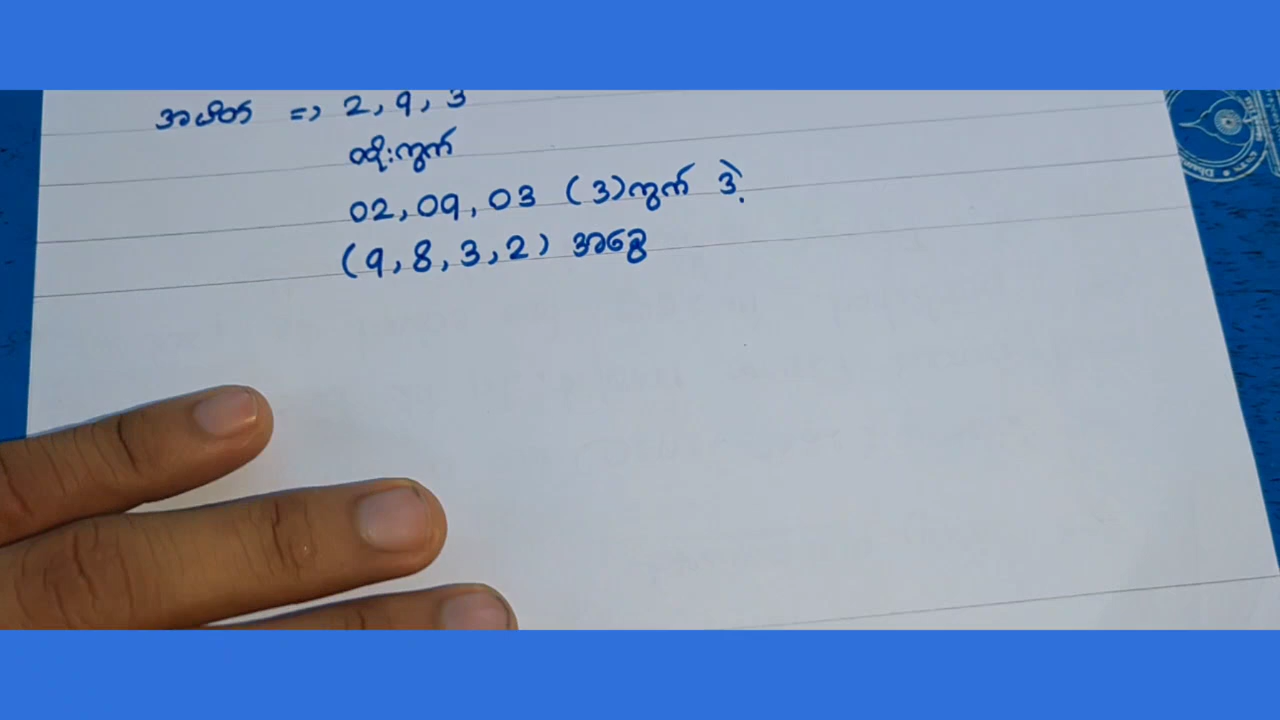 အပိတ် => 2, 9, 3
ထိုးကွက်
02, 09, 03 (3) ကွက် ဒဲ့
(9, 8, 3, 2) အခွေ